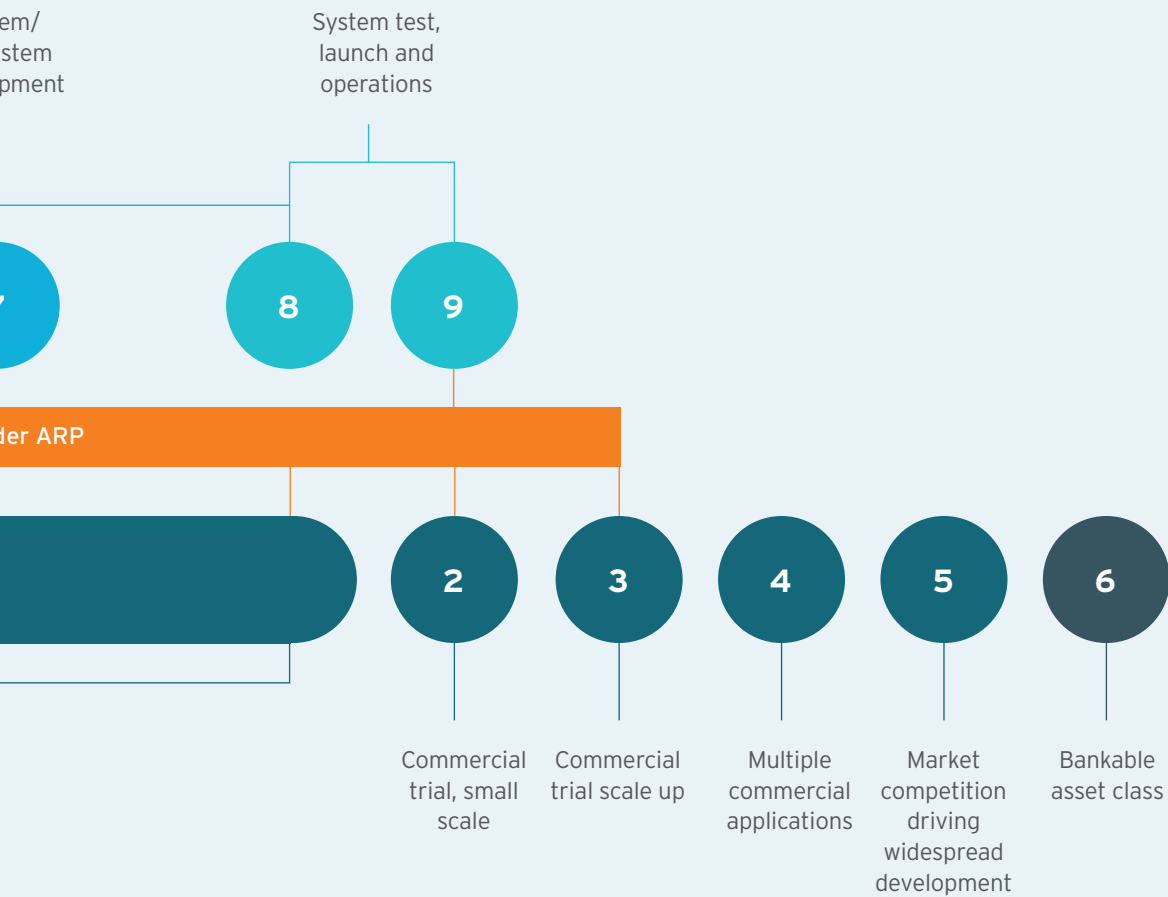 em/
stem
pment
System test,
launch and
operations
8
9
der ARP
2
3
4
5
6
Commercial
trial, small
scale
Commercial
trial scale up
Multiple
commercial
applications
Market
competition
driving
widespread
development
Bankable
asset class